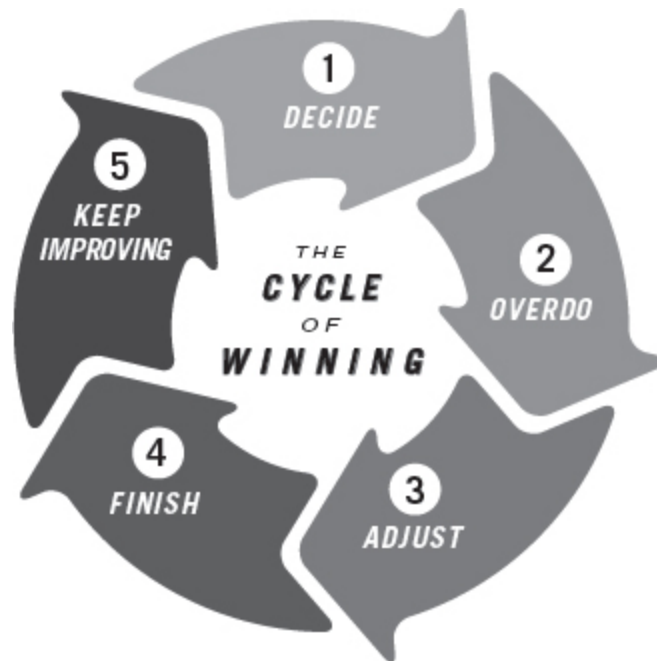 1
DECIDE
2
OVERDO
3
ADJUST
4
FINISH
5
KEEP
IMPROVING
THE
CYCLE
OF
WINNING